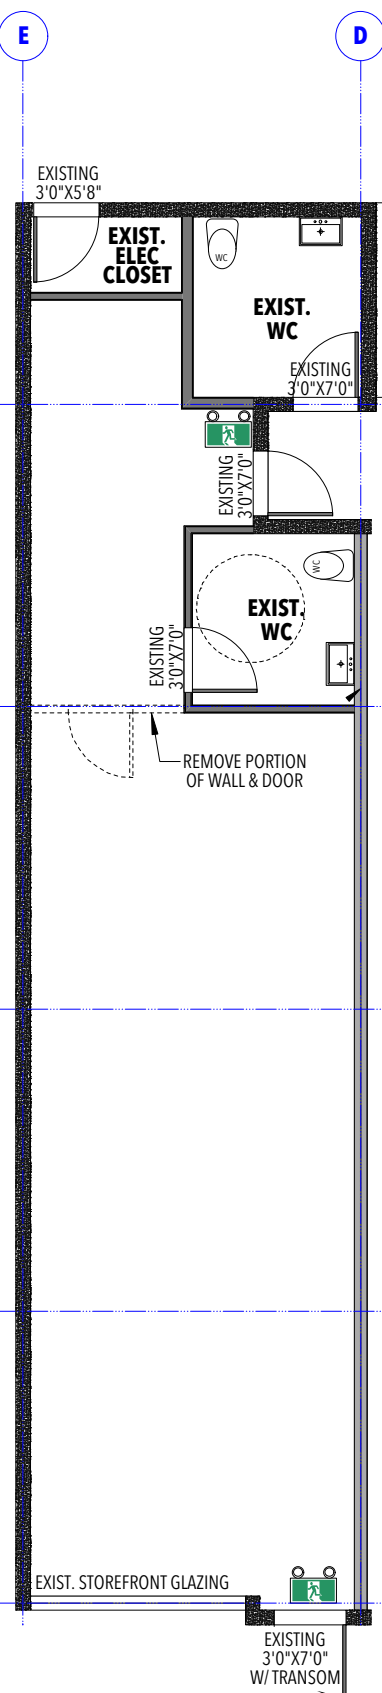 E
D
EXISTING
3'0"X5'8"
EXIST.
ELEC
CLOSET
WC
EXIST.
WC
EXISTING
3'0"X7'0"
EXISTING
3'0"X7'0"
WC
EXIST.
WC
EXISTING
3'0"X7'0"
REMOVE PORTION
OF WALL & DOOR
EXIST. STOREFRONT GLAZING
EXISTING
3'0"X7'0"
W/ TRANSOM